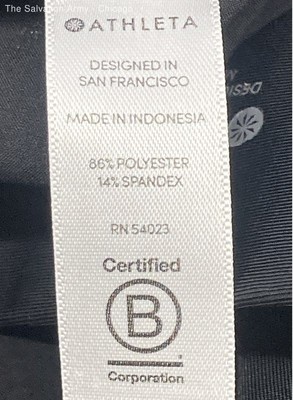 The Salvation Army - Chicago
ATHLETA
DESIGNED IN
SAN FRANCISCO
MADE IN INDONESIA
86% POLYESTER
14% SPANDEX
RN 54023
Certified
B
Corporation